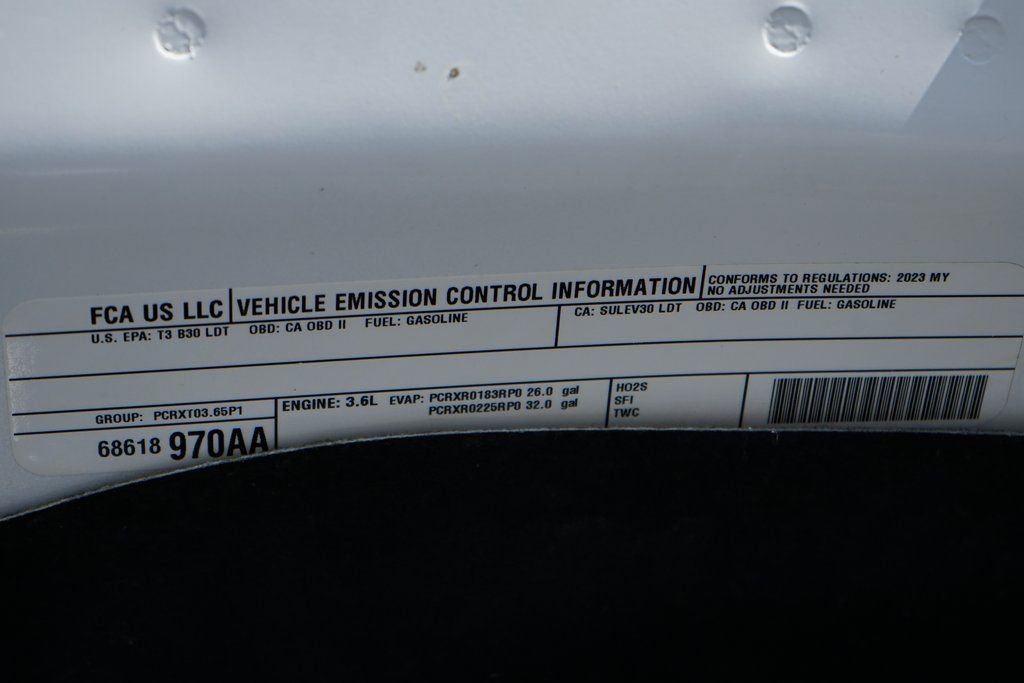 FCA US LLC VEHICLE EMISSION CONTROL INFORMATION
CONFORMS TO REGULATIONS: 2023 MY
NO ADJUSTMENTS NEEDED
U.S. EPA: T3 B30 LDT OBD: CA OBD II FUEL: GASOLINE
CA: SULEV30 LDT OBD: CA OBD II FUEL: GASOLINE
GROUP: PCRXT03.65P1
68618 970AA
ENGINE: 3.6L EVAP: PCRXR0183RP0 26.0 gal
PCRXR0225RP0 32.0 gal
HO2S
SFI
TWC